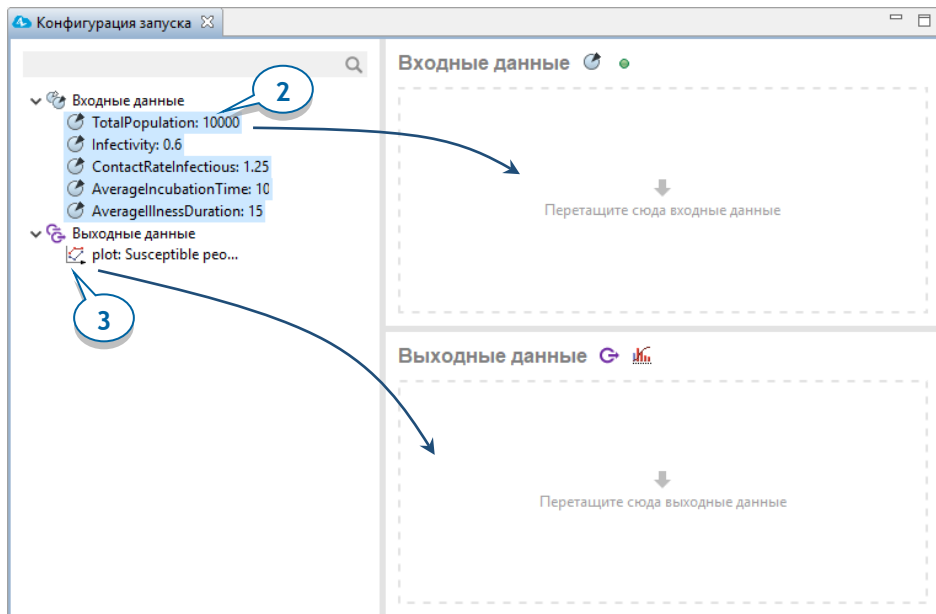 Конфигурация запуска
Входные данные
TotalPopulation: 10000
Infectivity: 0.6
ContactRateInfectious: 1.25
AverageIncubationTime: 10
AverageIllnessDuration: 15
Выходные данные
plot: Susceptible peo...
2
3
Входные данные
Перетащите сюда входные данные
Выходные данные
Перетащите сюда выходные данные